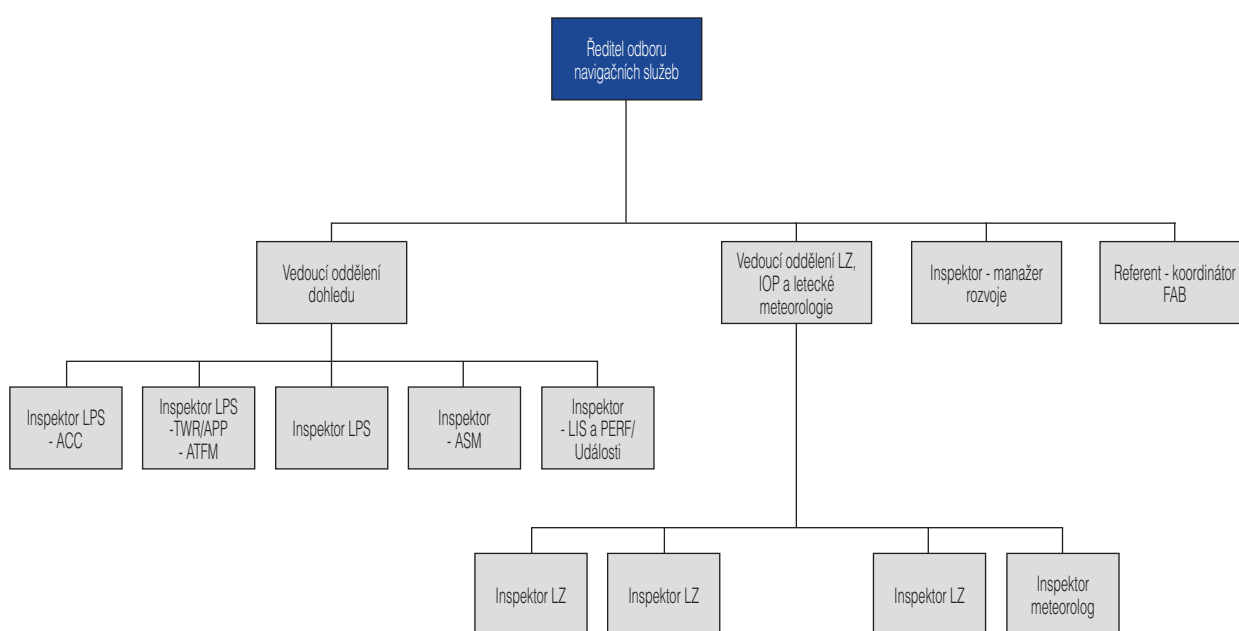 Ředitel odboru
navigačních služeb
Vedoucí oddělení
dohledu
Vedoucí oddělení LZ,
IOP a letecké
meteorologie
Inspektor - manažer
rozvoje
Referent - koordinátor
FAB
Inspektor LPS
- ACC
Inspektor LPS
-TWR/APP
- ATFM
Inspektor LPS
Inspektor
- ASM
Inspektor
- LIS a PERF/
Události
Inspektor LZ
Inspektor LZ
Inspektor LZ
Inspektor
meteorolog